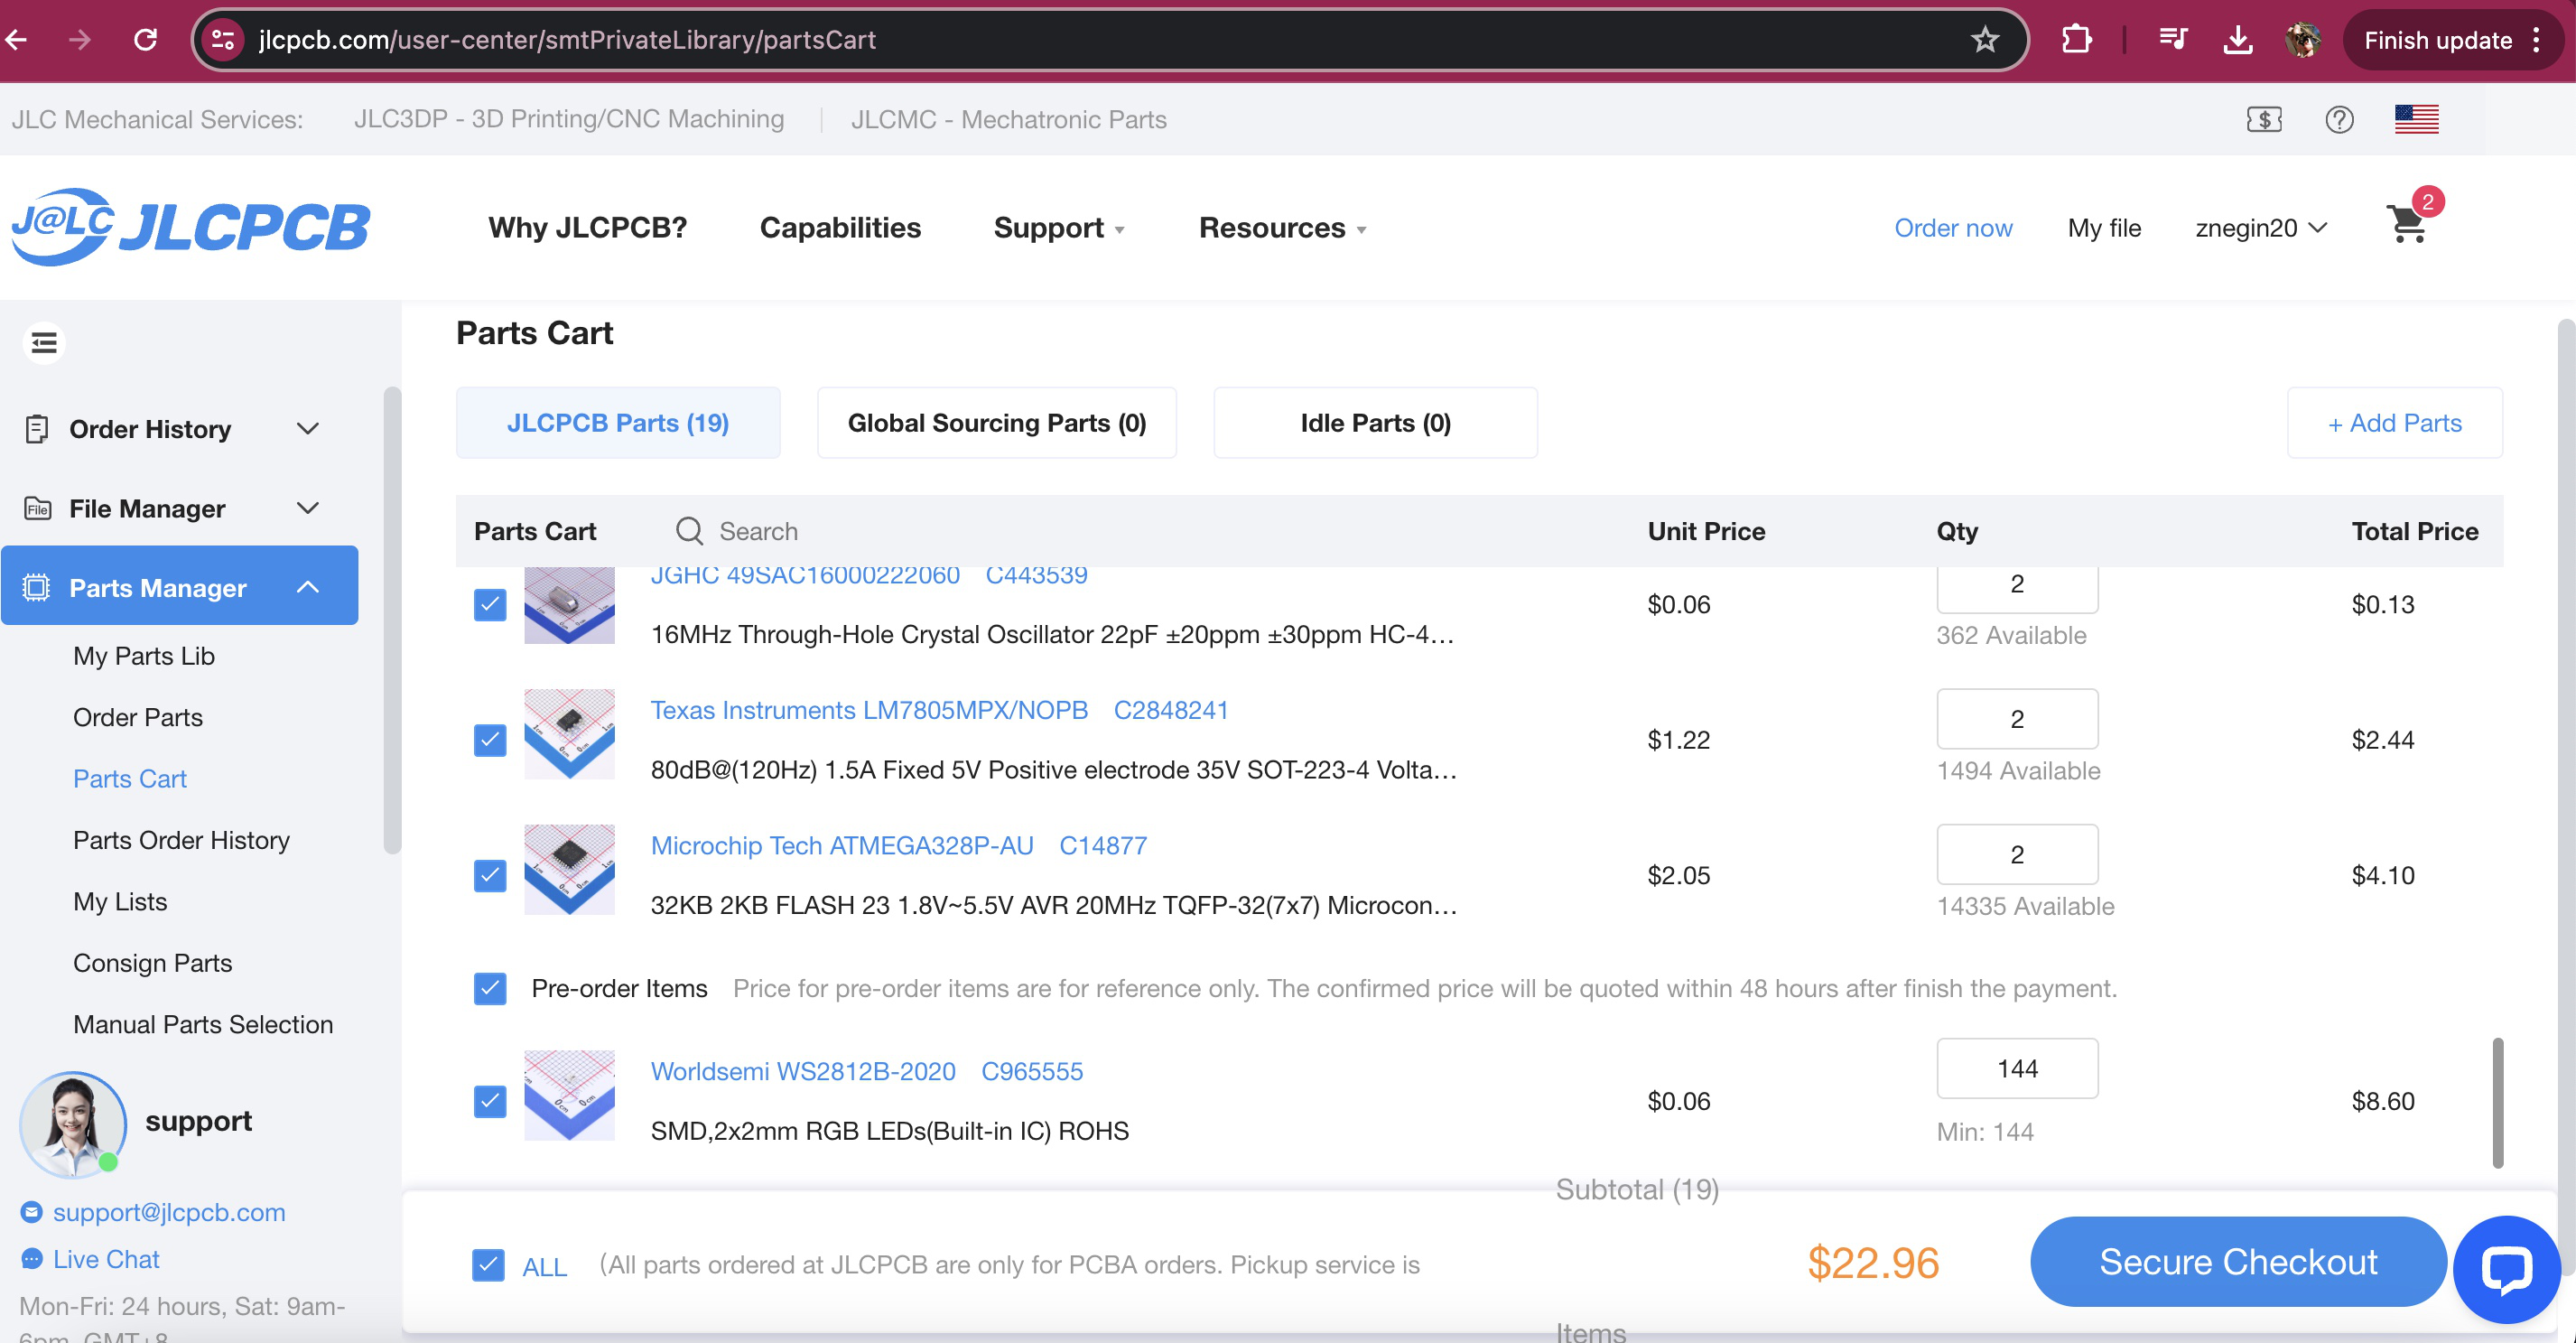 jlcpcb.com/user-center/smtPrivateLibrary/partsCart
Finish update
JLC Mechanical Services: JLC3DP - 3D Printing/CNC Machining JLCMC - Mechatronic Parts
J@LC JLCPCB
Why JLCPCB? Capabilities Support Resources Order now My file znegin20 2
Parts Cart
JLCPCB Parts (19) Global Sourcing Parts (0) Idle Parts (0) + Add Parts
Order History
File Manager
Parts Manager
My Parts Lib
Order Parts
Parts Cart
Parts Order History
My Lists
Consign Parts
Manual Parts Selection
support
support@jlcpcb.com
Live Chat
Mon-Fri: 24 hours, Sat: 9am-
6pm, GMT+8
Parts Cart Search Unit Price Qty Total Price
JGHC 49SAC16000222060 C443539
16MHz Through-Hole Crystal Oscillator 22pF ±20ppm ±30ppm HC-4…
$0.06 2 $0.13
362 Available
Texas Instruments LM7805MPX/NOPB C2848241
80dB@(120Hz) 1.5A Fixed 5V Positive electrode 35V SOT-223-4 Volta…
$1.22 2 $2.44
1494 Available
Microchip Tech ATMEGA328P-AU C14877
32KB 2KB FLASH 23 1.8V~5.5V AVR 20MHz TQFP-32(7x7) Microcon…
$2.05 2 $4.10
14335 Available
Pre-order Items Price for pre-order items are for reference only. The confirmed price will be quoted within 48 hours after finish the payment.
Worldsemi WS2812B-2020 C965555
SMD,2x2mm RGB LEDs(Built-in IC) ROHS
$0.06 144 $8.60
Min: 144
Subtotal (19)
ALL (All parts ordered at JLCPCB are only for PCBA orders. Pickup service is
$22.96 Secure Checkout
Items